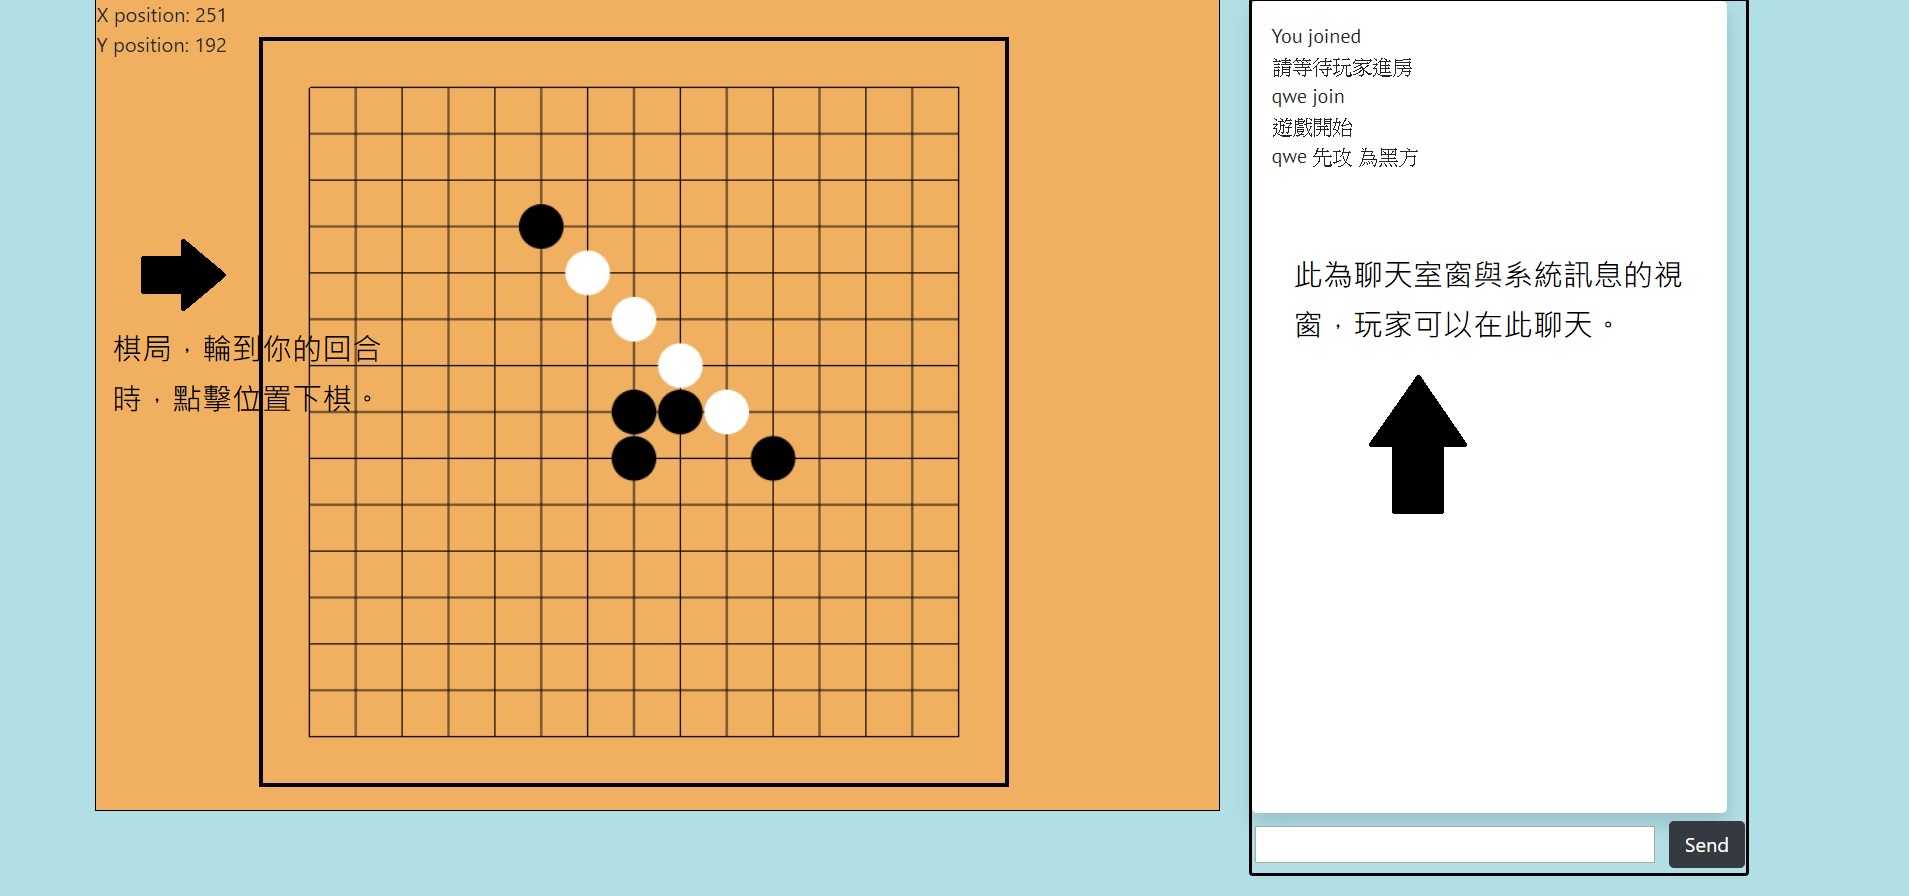 X position: 251
Y position: 192
棋局，輪到你的回合
時，點擊位置下棋。
You joined
請等待玩家進房
qwe join
遊戲開始
qwe 先攻 為黑方
此為聊天室窗與系統訊息的視
窗，玩家可以在此聊天。
Send